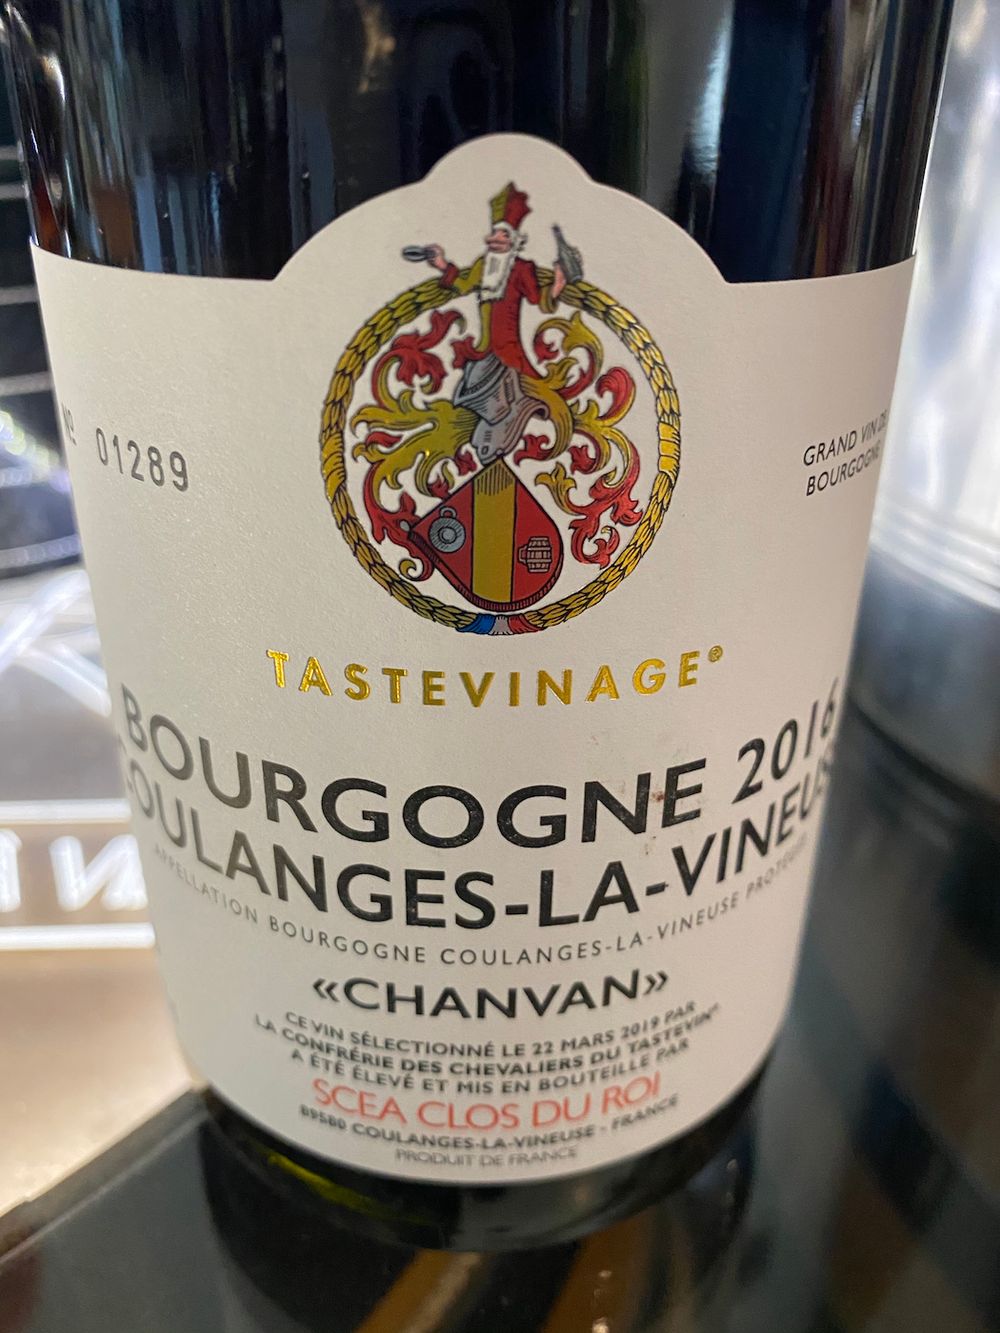 Nº 01289
GRAND VIN DE
BOURGOGNE
TASTEVINAGE®
BOURGOGNE 2016
COULANGES-LA-VINEUSE
APPELLATION BOURGOGNE COULANGES-LA-VINEUSE
«CHANVAN»
CE VIN SÉLECTIONNÉ LE 22 MARS 2019 PAR
LA CONFRÉRIE DES CHEVALIERS DU TASTEVIN®
A ÉTÉ ÉLEVÉ ET MIS EN BOUTEILLE PAR
SCEA CLOS DU ROI
89580 COULANGES-LA-VINEUSE - FRANCE
PRODUIT DE FRANCE